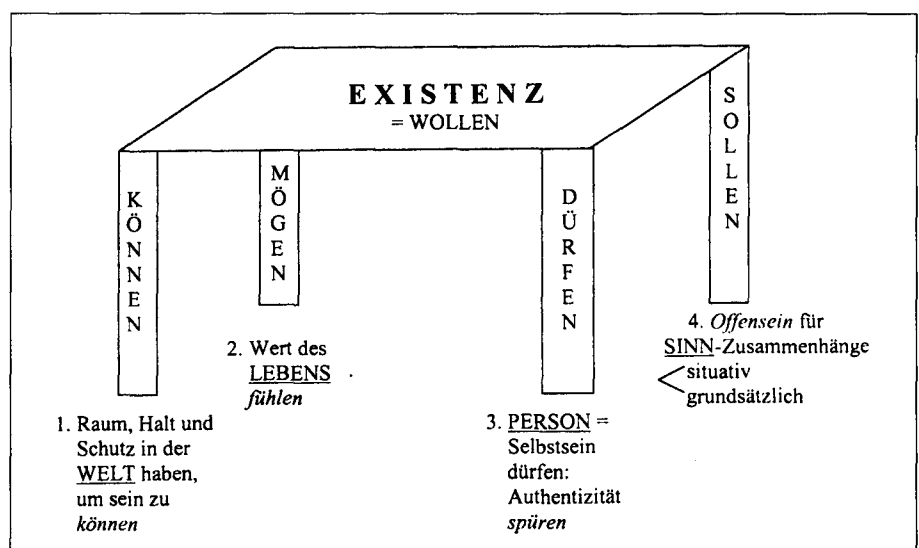 EXISTENZ
= WOLLEN
KÖNNEN
MÖGEN
DÜRFEN
SOLLEN
1. Raum, Halt und
Schutz in der
WELT haben,
um sein zu
können
2. Wert des
LEBENS
fühlen
3. PERSON =
Selbstsein
dürfen:
Authentizität
spüren
4. Offensein für
SINN-Zusammenhänge
situativ
grundsätzlich